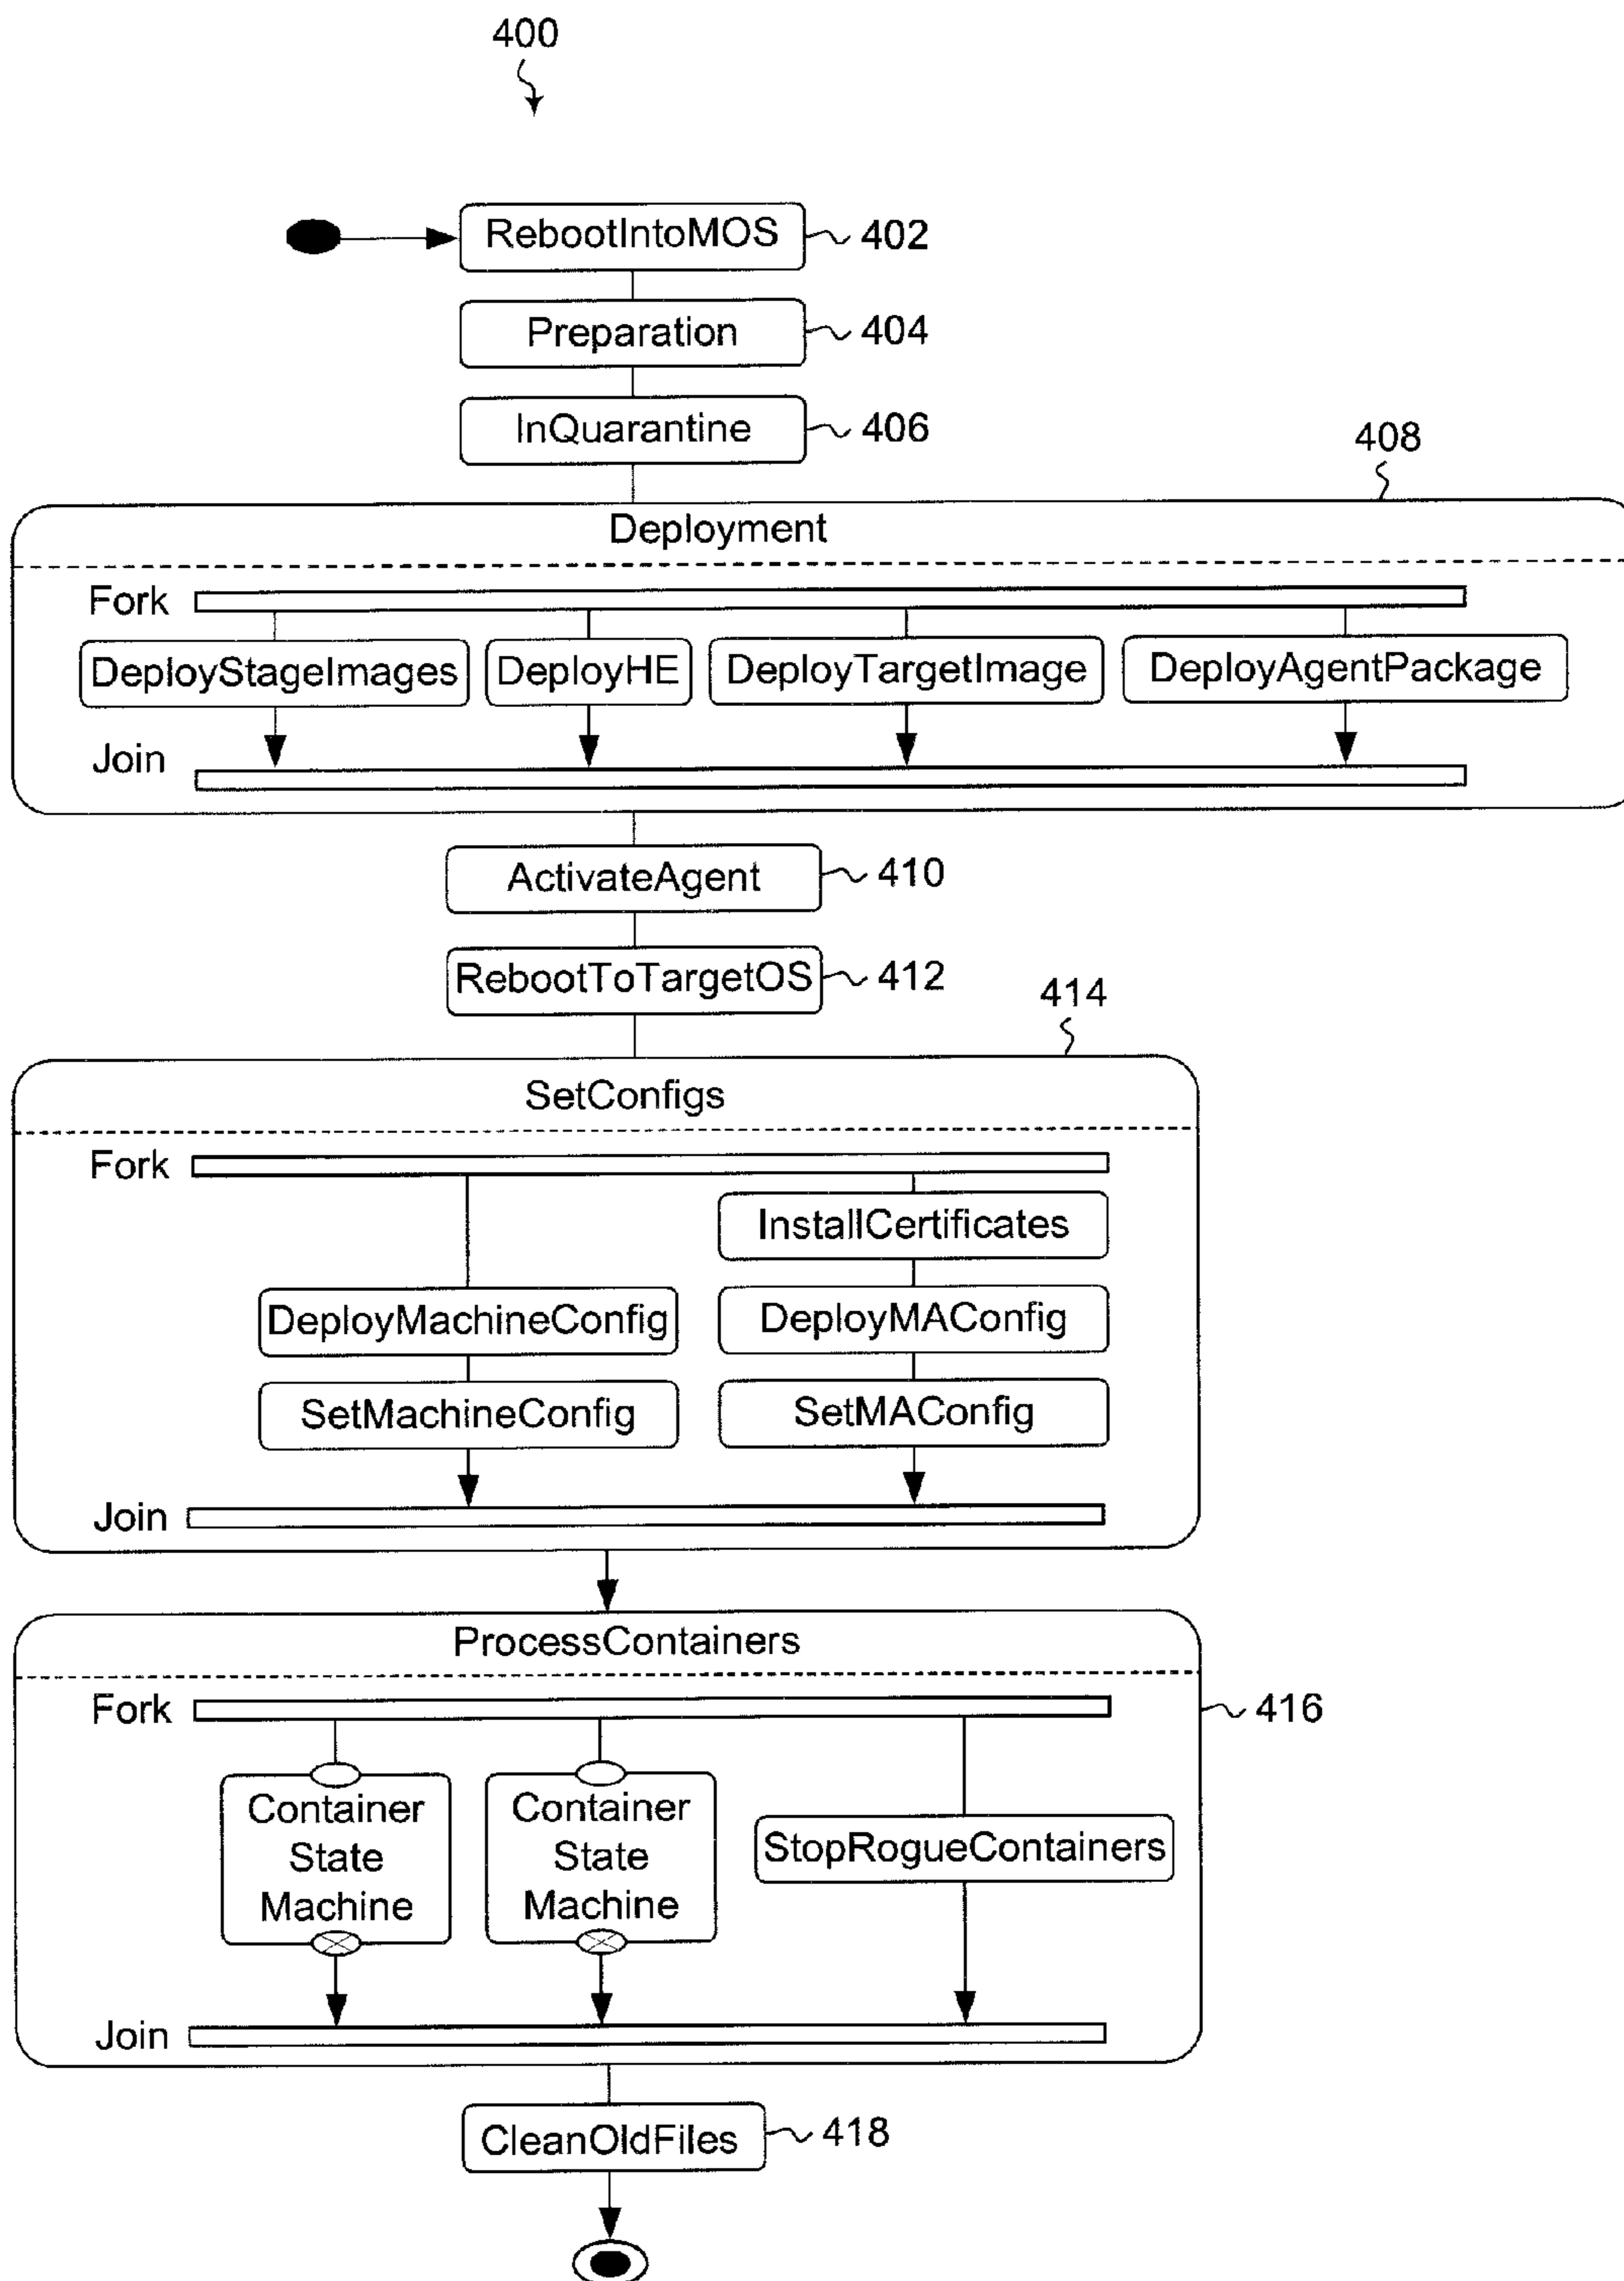 400
RebootIntoMOS 402
Preparation 404
InQuarantine 406
408
Deployment
Fork
DeployStageImages DeployHE DeployTargetImage DeployAgentPackage
Join
ActivateAgent 410
RebootToTargetOS 412
414
SetConfigs
Fork
InstallCertificates
DeployMachineConfig DeployMAConfig
SetMachineConfig SetMAConfig
Join
ProcessContainers
Fork
416
Container
State
Machine
Container
State
Machine
StopRogueContainers
Join
CleanOldFiles 418